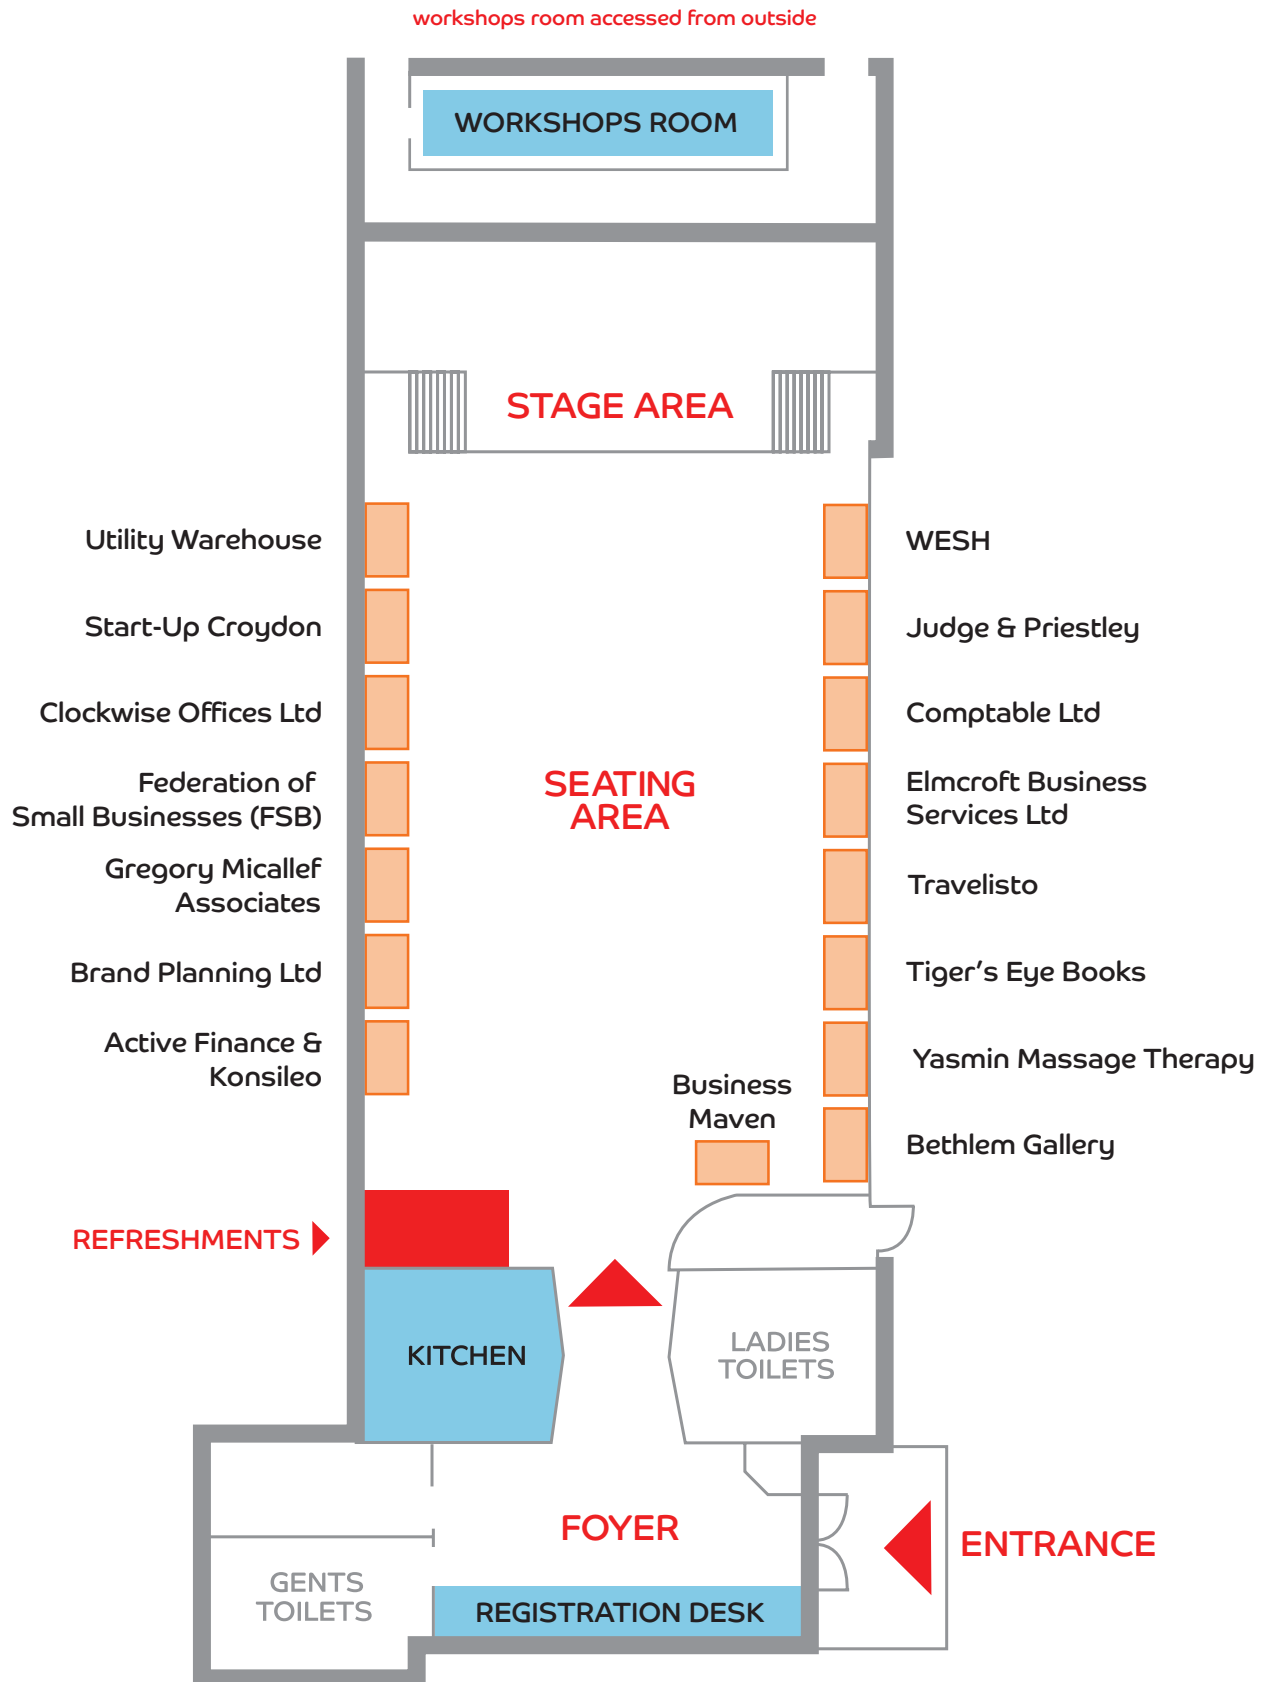 workshops room accessed from outside
WORKSHOPS ROOM
STAGE AREA
Utility Warehouse
Start-Up Croydon
Clockwise Offices Ltd
Federation of
Small Businesses (FSB)
Gregory Micallef
Associates
Brand Planning Ltd
Active Finance &
Konsileo
SEATING
AREA
WESH
Judge & Priestley
Comptable Ltd
Elmcroft Business
Services Ltd
Travelisto
Tiger's Eye Books
Yasmin Massage Therapy
Bethlem Gallery
Business
Maven
REFRESHMENTS
KITCHEN
LADIES
TOILETS
FOYER
ENTRANCE
GENTS
TOILETS
REGISTRATION DESK